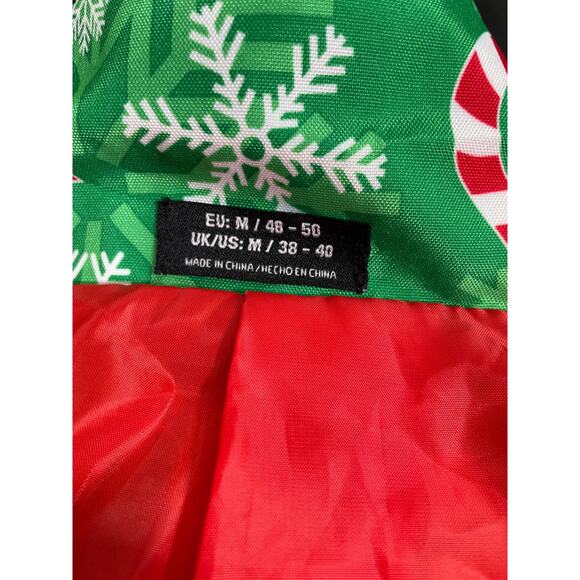 EU: M / 48 - 50
UK/US: M / 38 - 40
MADE IN CHINA / HECHO EN CHINA